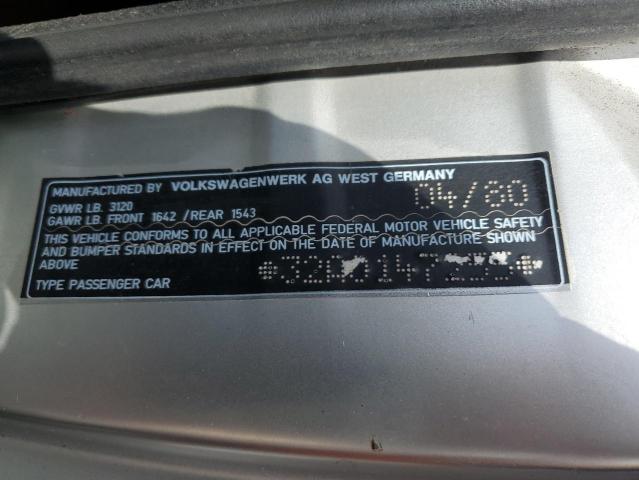 MANUFACTURED BY VOLKSWAGENWERK AG WEST GERMANY
GVWR LB. 3120 04/80
GAWR LB. FRONT 1642 /REAR 1543
THIS VEHICLE CONFORMS TO ALL APPLICABLE FEDERAL MOTOR VEHICLE SAFETY
AND BUMPER STANDARDS IN EFFECT ON THE DATE OF MANUFACTURE SHOWN
ABOVE
TYPE PASSENGER CAR